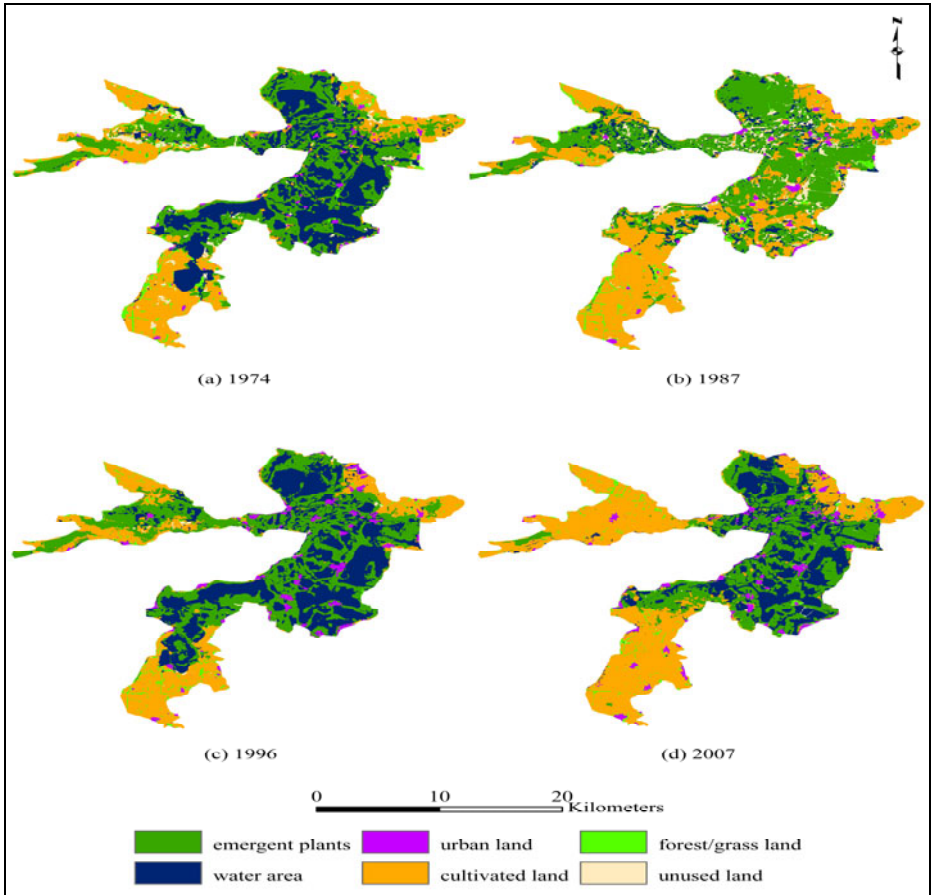 N
(a) 1974
(b) 1987
(c) 1996
(d) 2007
0 10 20
Kilometers
emergent plants urban land forest/grass land
water area cultivated land unused land